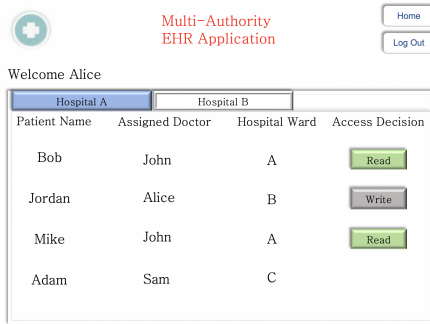 Multi-Authority
EHR Application
Home
Log Out
Welcome Alice
Hospital A Hospital B
Patient Name Assigned Doctor Hospital Ward Access Decision
Bob John A Read
Jordan Alice B Write
Mike John A Read
Adam Sam C